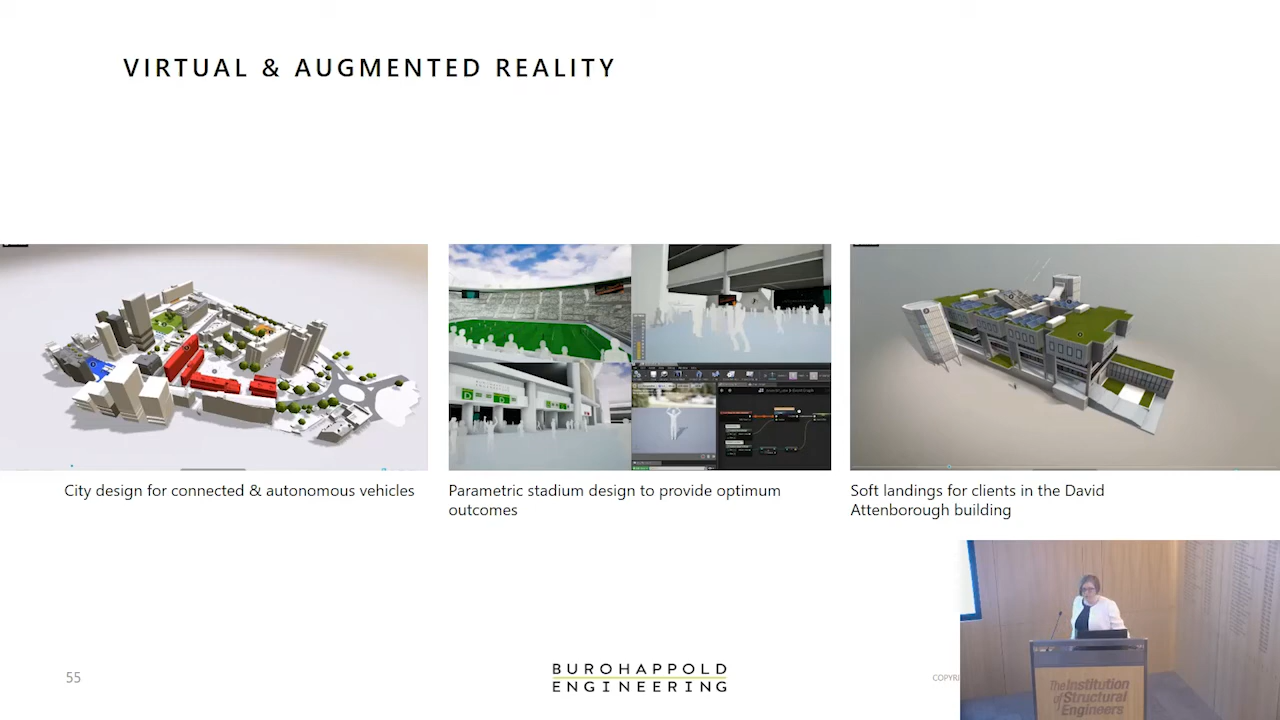 VIRTUAL & AUGMENTED REALITY
City design for connected & autonomous vehicles
Parametric stadium design to provide optimum
outcomes
Soft landings for clients in the David
Attenborough building
55
BUROHAPPOLD
ENGINEERING
The Institution
of Structural
Engineers